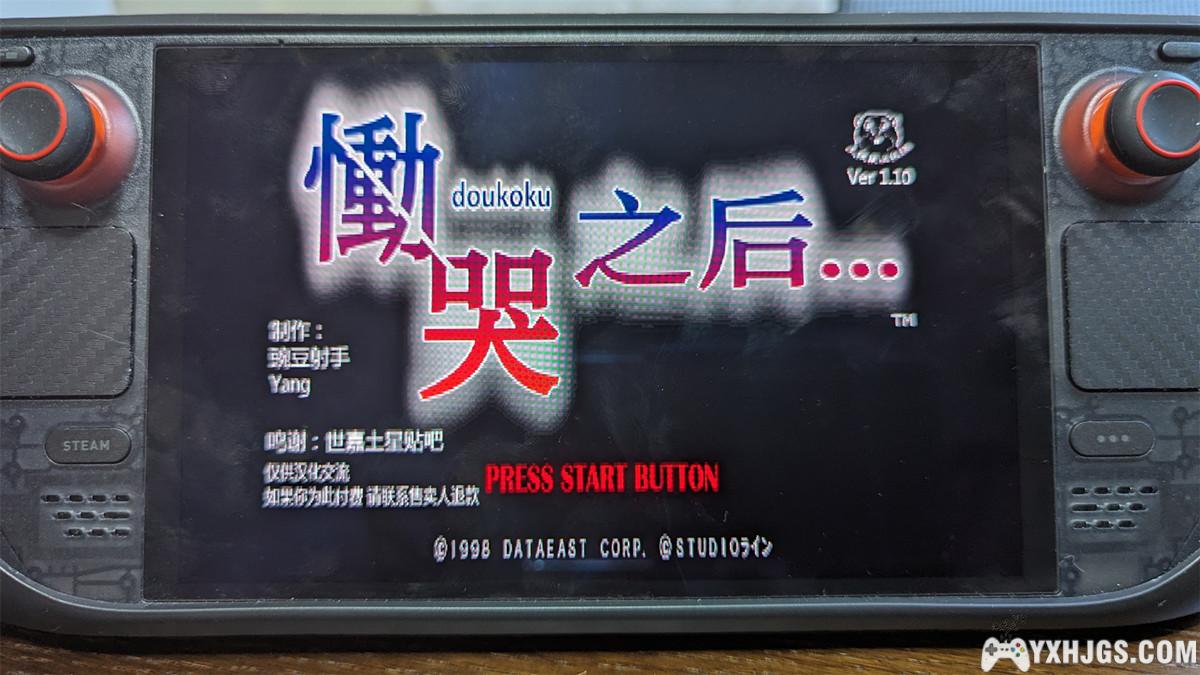 慟哭
doukoku
之后...
TM
Ver 1.10
制作：
豌豆射手
Yang
鸣谢：世嘉土星贴吧
仅供汉化交流
如果你为此付费 请联系售卖人退款
PRESS START BUTTON
©1998 DATAEAST CORP. @STUDIOライン
STEAM
YXHJGS.COM